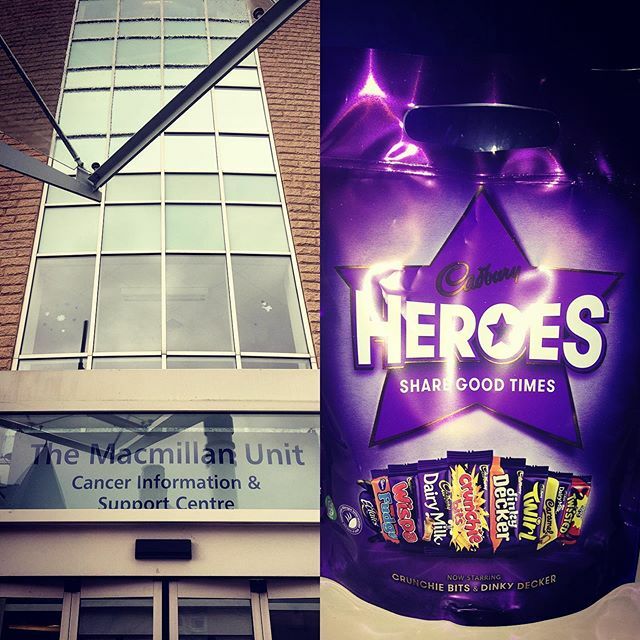 The Macmillan Unit
Cancer Information &
Support Centre
Cadbury
HEROES
SHARE GOOD TIMES
Fudge
Wispa
Dairy Milk
CRUNCHIE
BITS
dinky
Decker
TWIRL
Caramel
TWISTED
NOW STARRING
CRUNCHIE BITS & DINKY DECKER